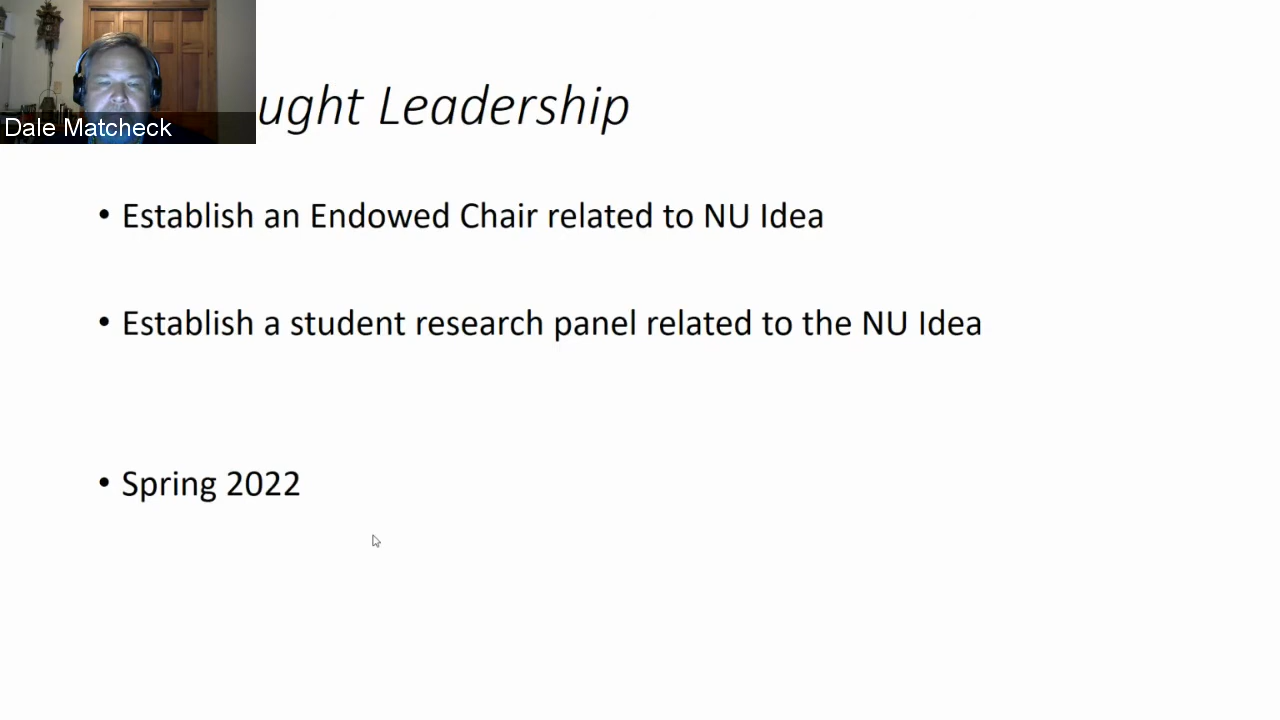 Dale Matcheck
ught Leadership
• Establish an Endowed Chair related to NU Idea
• Establish a student research panel related to the NU Idea
• Spring 2022